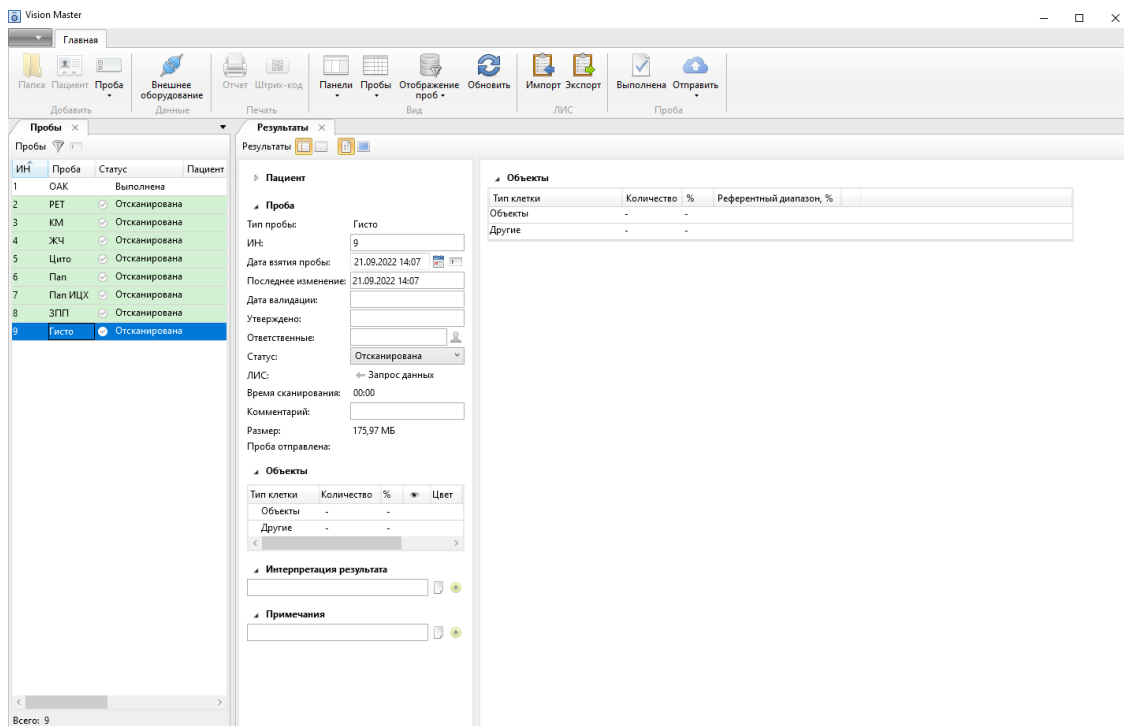 Vision Master
Главная
Папка Пациент Проба Внешнее оборудование Отчет Штрих-код Панели Пробы Отображение проб Обновить Импорт Экспорт Выполнена Отправить
Добавить Данные Печать Вид ЛИС Проба
Пробы
Пробы
ИН Проба Статус Пациент
1 ОАК Выполнена
2 РЕТ Отсканирована
3 КМ Отсканирована
4 ЖЧ Отсканирована
5 Цито Отсканирована
6 Пап Отсканирована
7 Пап ИЦХ Отсканирована
8 ЗПП Отсканирована
9 Гисто Отсканирована
Всего: 9
Результаты
Результаты
Пациент
Проба
Тип пробы: Гисто
ИН: 9
Дата взятия пробы: 21.09.2022 14:07
Последнее изменение: 21.09.2022 14:07
Дата валидации:
Утверждено:
Ответственные:
Статус: Отсканирована
ЛИС: Запрос данных
Время сканирования: 00:00
Комментарий:
Размер: 175,97 МБ
Проба отправлена:
Объекты
Тип клетки Количество % Цвет
Объекты - -
Другие - -
Интерпретация результата
Примечания
Объекты
Тип клетки Количество % Референтный диапазон, %
Объекты - -
Другие - -